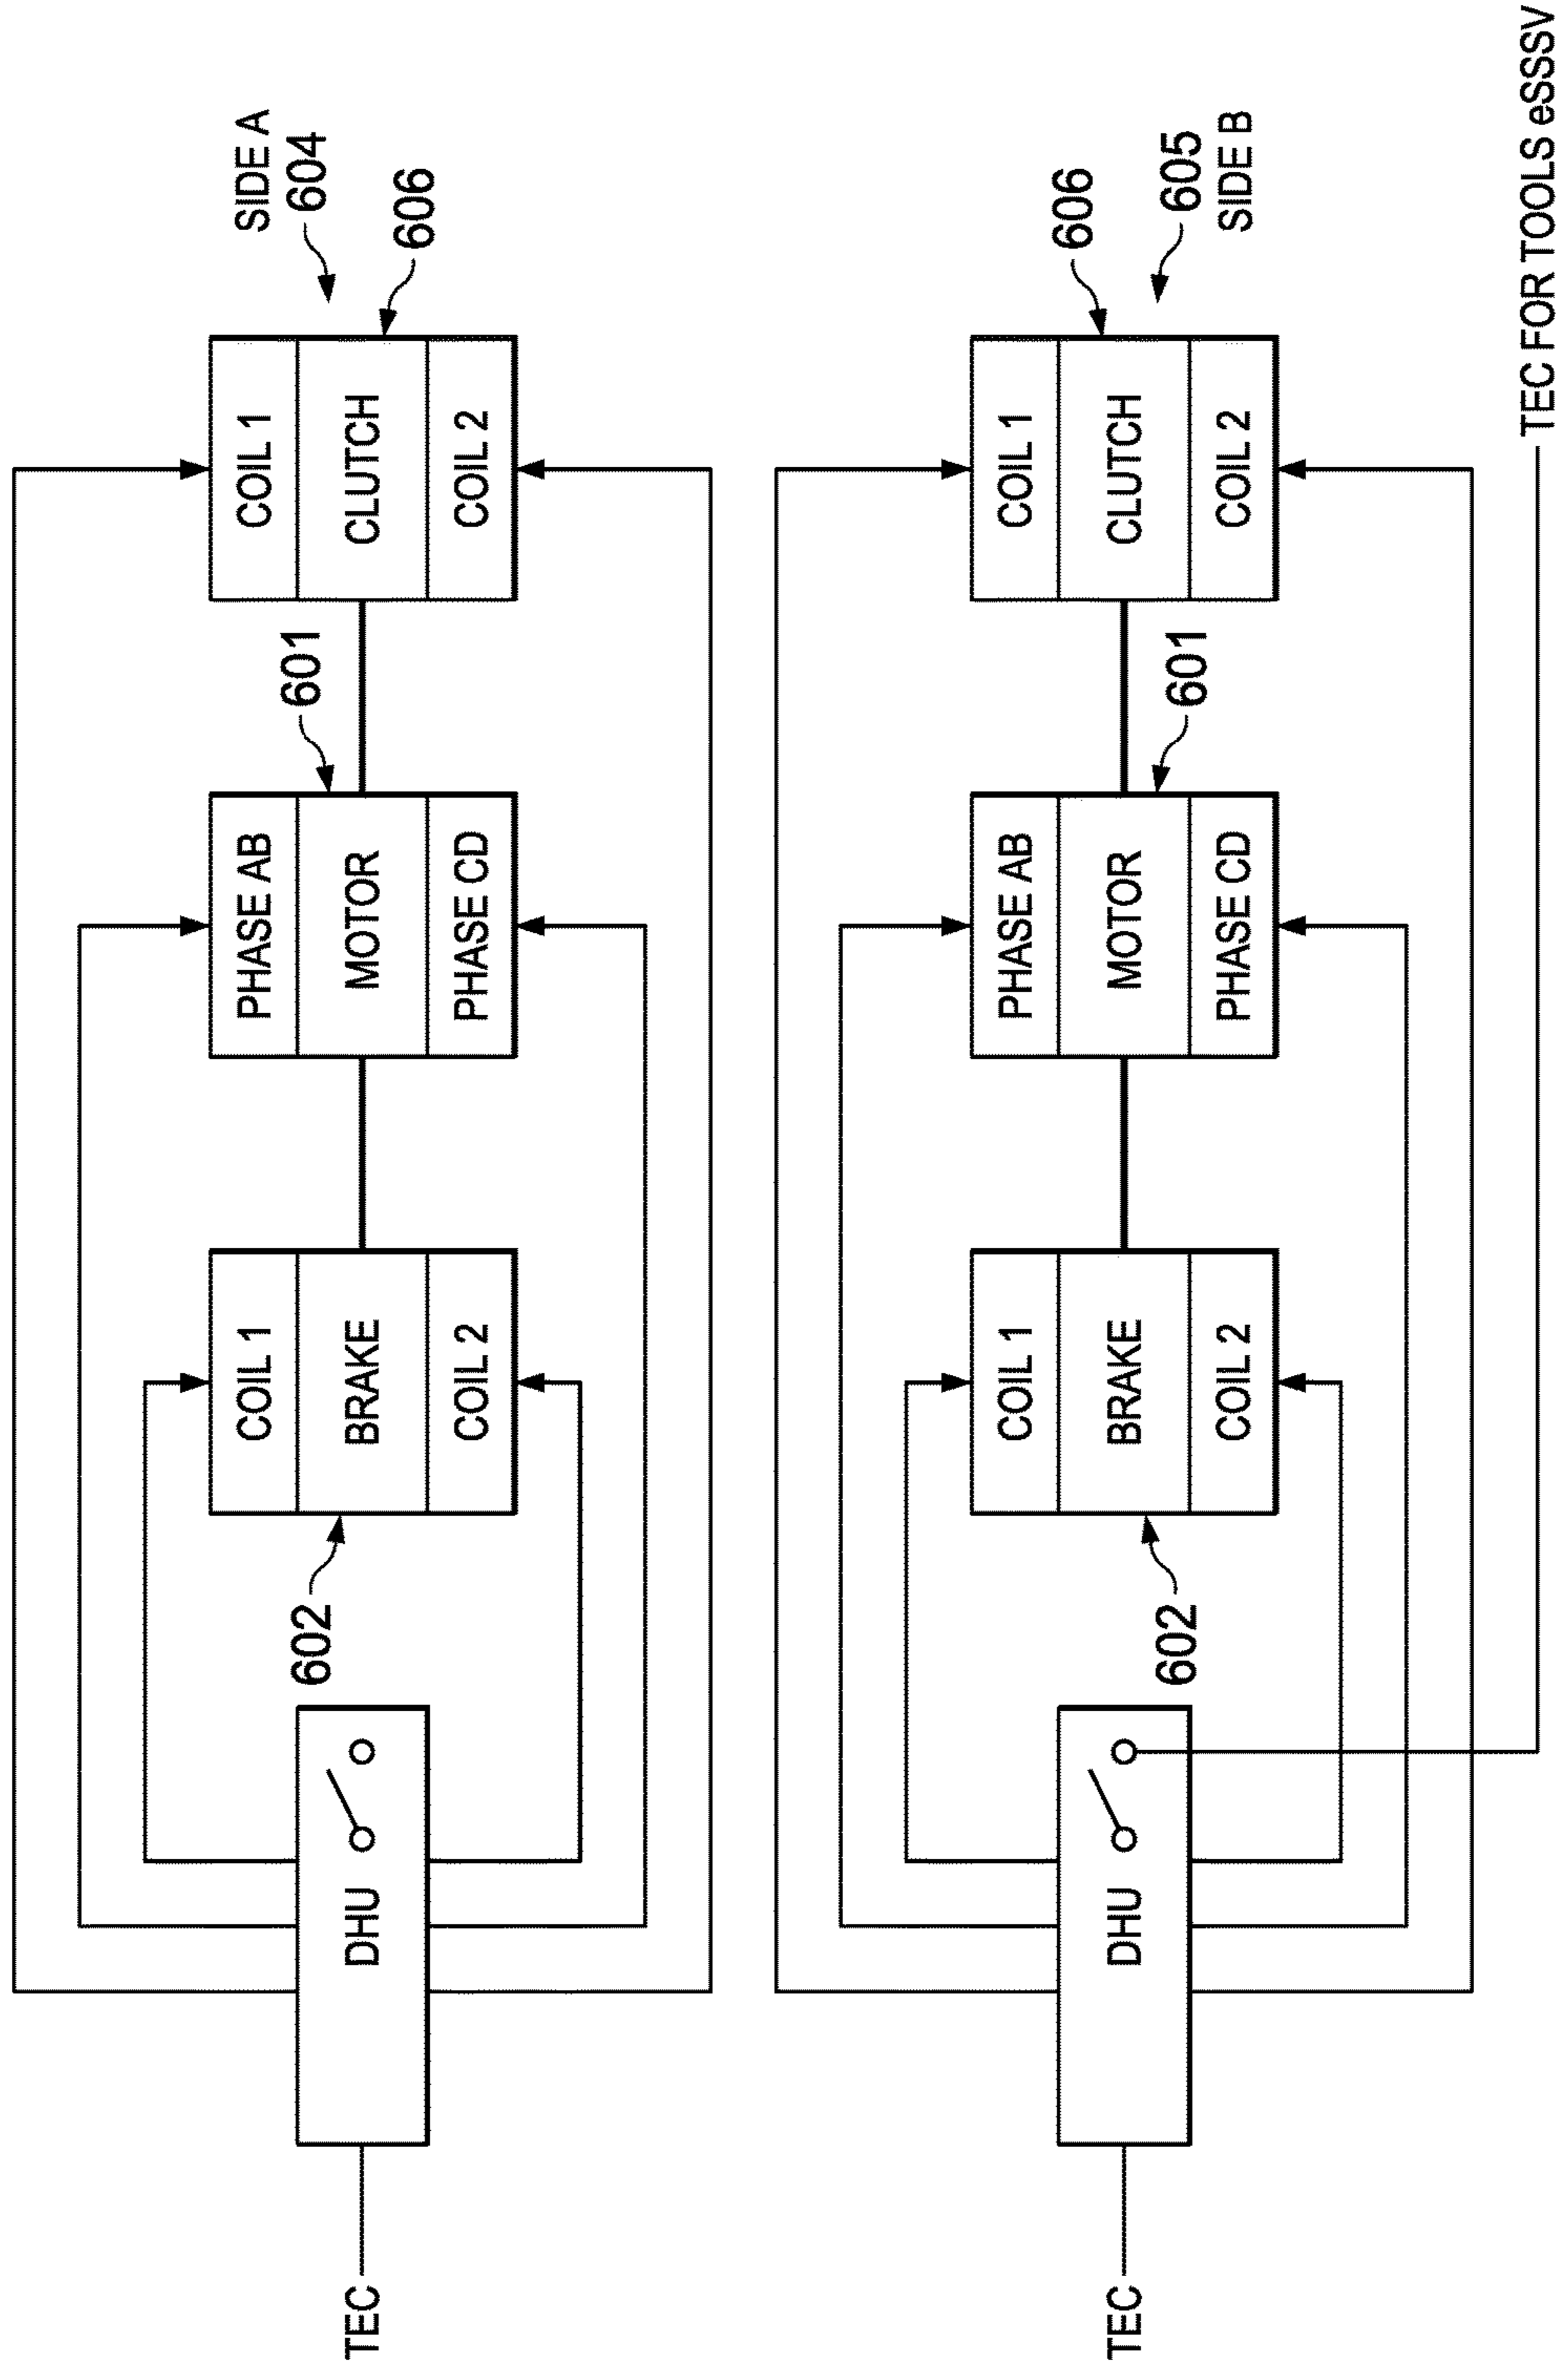 SIDE A
604
606
COIL 1
CLUTCH
COIL 2
601
PHASE AB
MOTOR
PHASE CD
COIL 1
BRAKE
COIL 2
602
DHU
TEC
606
605
SIDE B
COIL 1
CLUTCH
COIL 2
601
PHASE AB
MOTOR
PHASE CD
COIL 1
BRAKE
COIL 2
602
DHU
TEC
TEC FOR TOOLS eSSSV